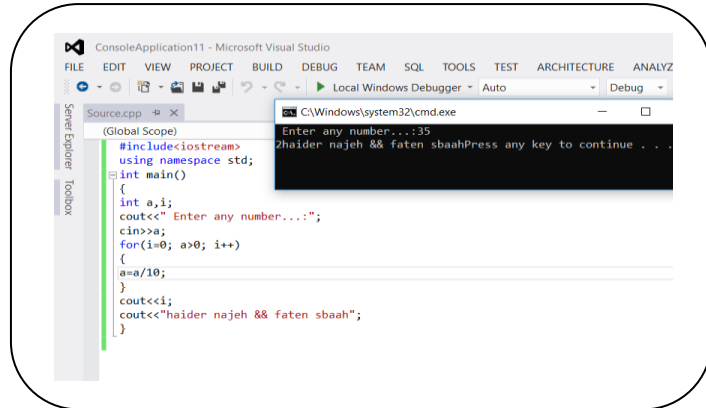 ConsoleApplication11 - Microsoft Visual Studio
FILE EDIT VIEW PROJECT BUILD DEBUG TEAM SQL TOOLS TEST ARCHITECTURE ANALYZ
Local Windows Debugger Auto Debug
Server Explorer
Toolbox
Source.cpp
(Global Scope)
#include<iostream>
using namespace std;
int main()
{
int a,i;
cout<<" Enter any number...:";
cin>>a;
for(i=0; a>0; i++)
{
a=a/10;
}
cout<<i;
cout<<"haider najeh && faten sbaah";
}
C:\Windows\system32\cmd.exe
Enter any number...:35
2haider najeh && faten sbaahPress any key to continue . . .